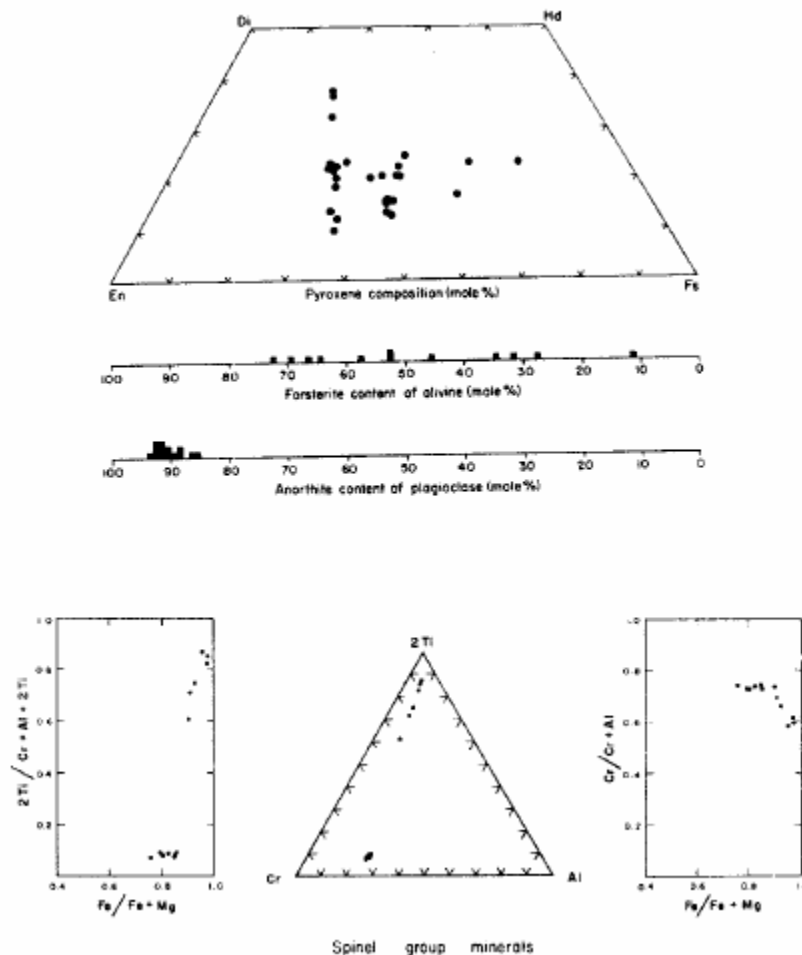 Di
Hd
En
Fs
Pyroxene composition (mole %)
100 90 80 70 60 50 40 30 20 10 0
Forsterite content of olivine (mole %)
100 90 80 70 60 50 40 30 20 10 0
Anorthite content of plagioclase (mole %)
1.0
0.8
0.6
0.4
0.2
0.4 0.8 1.0
2Ti / Cr + Al + 2Ti
Fe/Fe + Mg
2Ti
Cr
Al
1.0
0.8
0.6
0.4
0.2
0.4 0.6 0.8 1.0
Cr/Cr + Al
Fe/Fe + Mg
Spinel group minerals